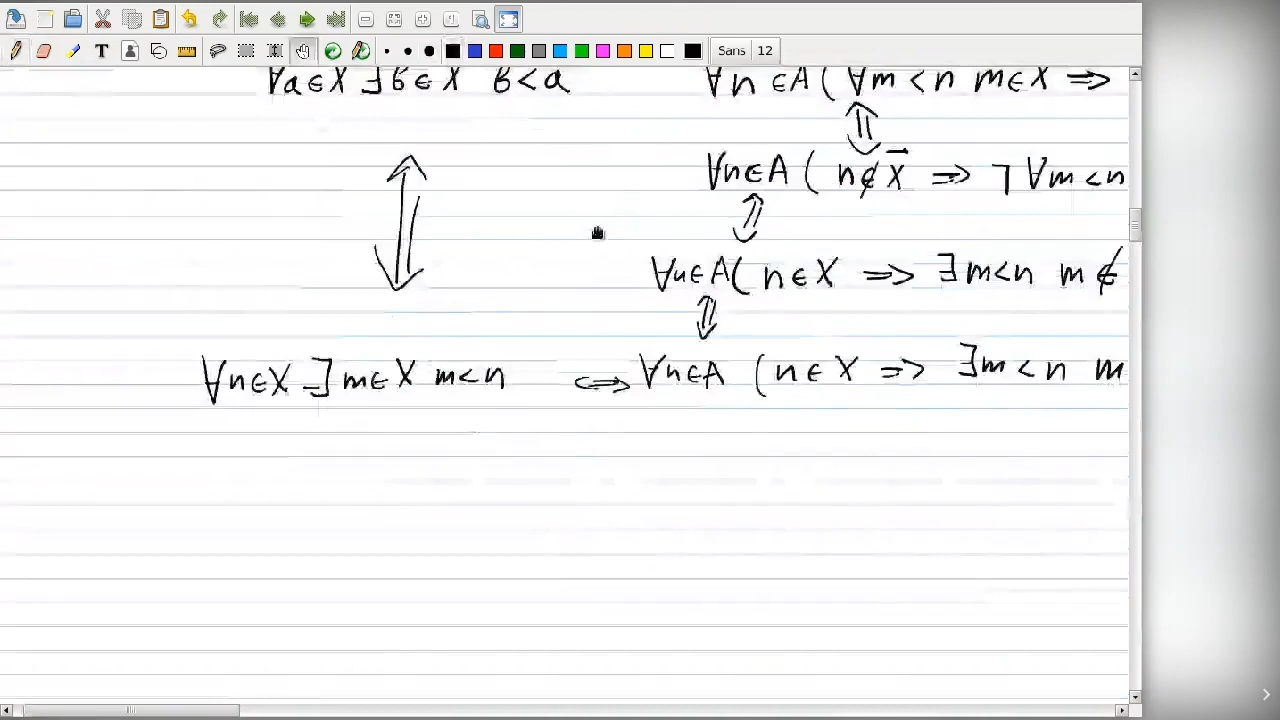 Sans 12
∀a∈X ∃b∈X b<a ∀n∈A( ∀m<n m∈X ⇒
⇕
∀n∈A ( n∉X̄ ⇒ ¬∀m<n
⇕ ⇕
∀n∈A( n∈X ⇒ ∃m<n m∉
⇕
∀n∈X ∃m∈X m<n ⇔ ∀n∈A (n∈X ⇒ ∃m<n m